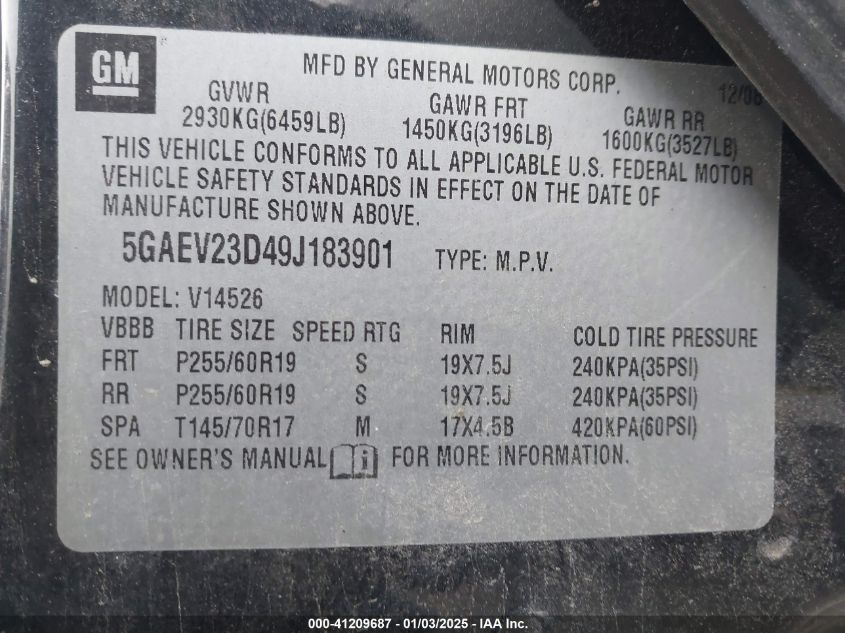 GM
MFD BY GENERAL MOTORS CORP.
12/08
GVWR GAWR FRT GAWR RR
2930KG(6459LB) 1450KG(3196LB) 1600KG(3527LB)
THIS VEHICLE CONFORMS TO ALL APPLICABLE U.S. FEDERAL MOTOR
VEHICLE SAFETY STANDARDS IN EFFECT ON THE DATE OF
MANUFACTURE SHOWN ABOVE.
5GAEV23D49J183901 TYPE: M.P.V.
MODEL: V14526
VBBB TIRE SIZE SPEED RTG RIM COLD TIRE PRESSURE
FRT P255/60R19 S 19X7.5J 240KPA(35PSI)
RR P255/60R19 S 19X7.5J 240KPA(35PSI)
SPA T145/70R17 M 17X4.5B 420KPA(60PSI)
SEE OWNER'S MANUAL i FOR MORE INFORMATION.
000-41209687 - 01/03/2025 - © IAA Inc.